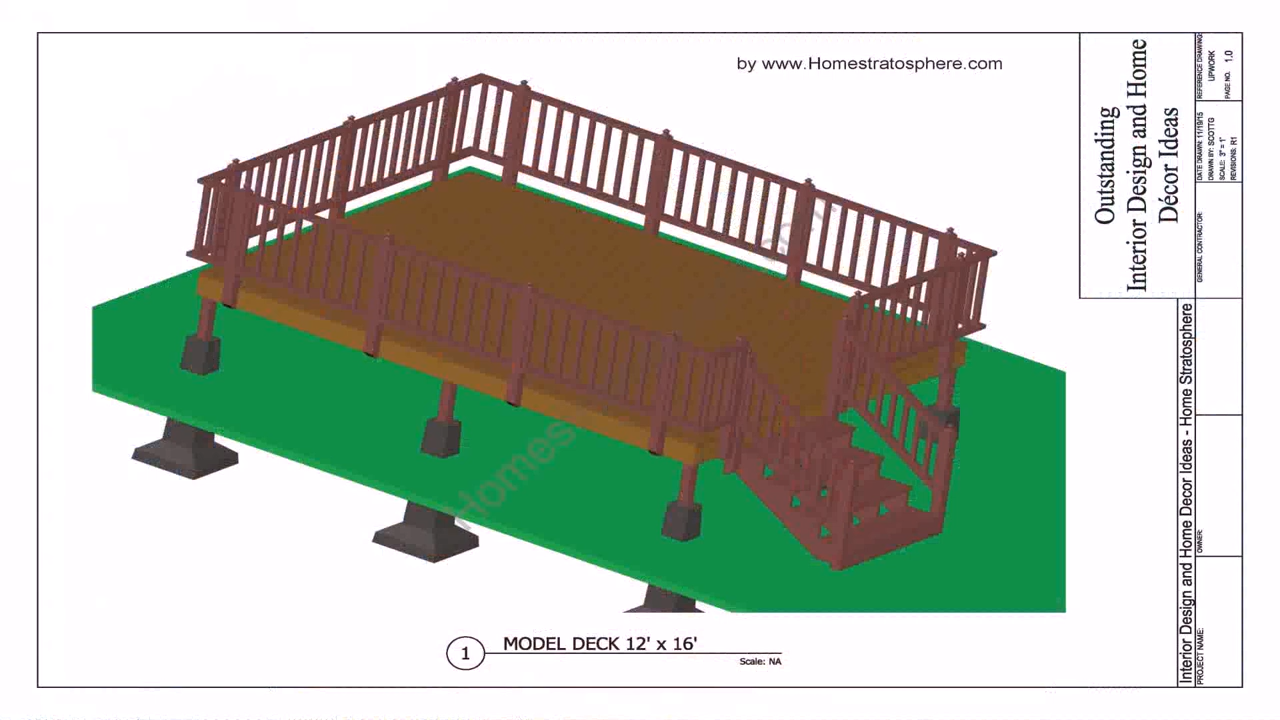 by www.Homestratosphere.com
Homes
1
MODEL DECK 12' x 16'
Scale: NA
Outstanding
Interior Design and Home
Décor Ideas
Interior Design and Home Decor Ideas - Home Stratosphere
REFERENCE DRAWING:
UPWORK
PAGE NO. 1.0
DATE DRAWN: 11/19/15
DRAWN BY: SCOTTG
SCALE: 3" = 1'
REVISIONS: R1
GENERAL CONTRACTOR:
OWNER:
PROJECT NAME: